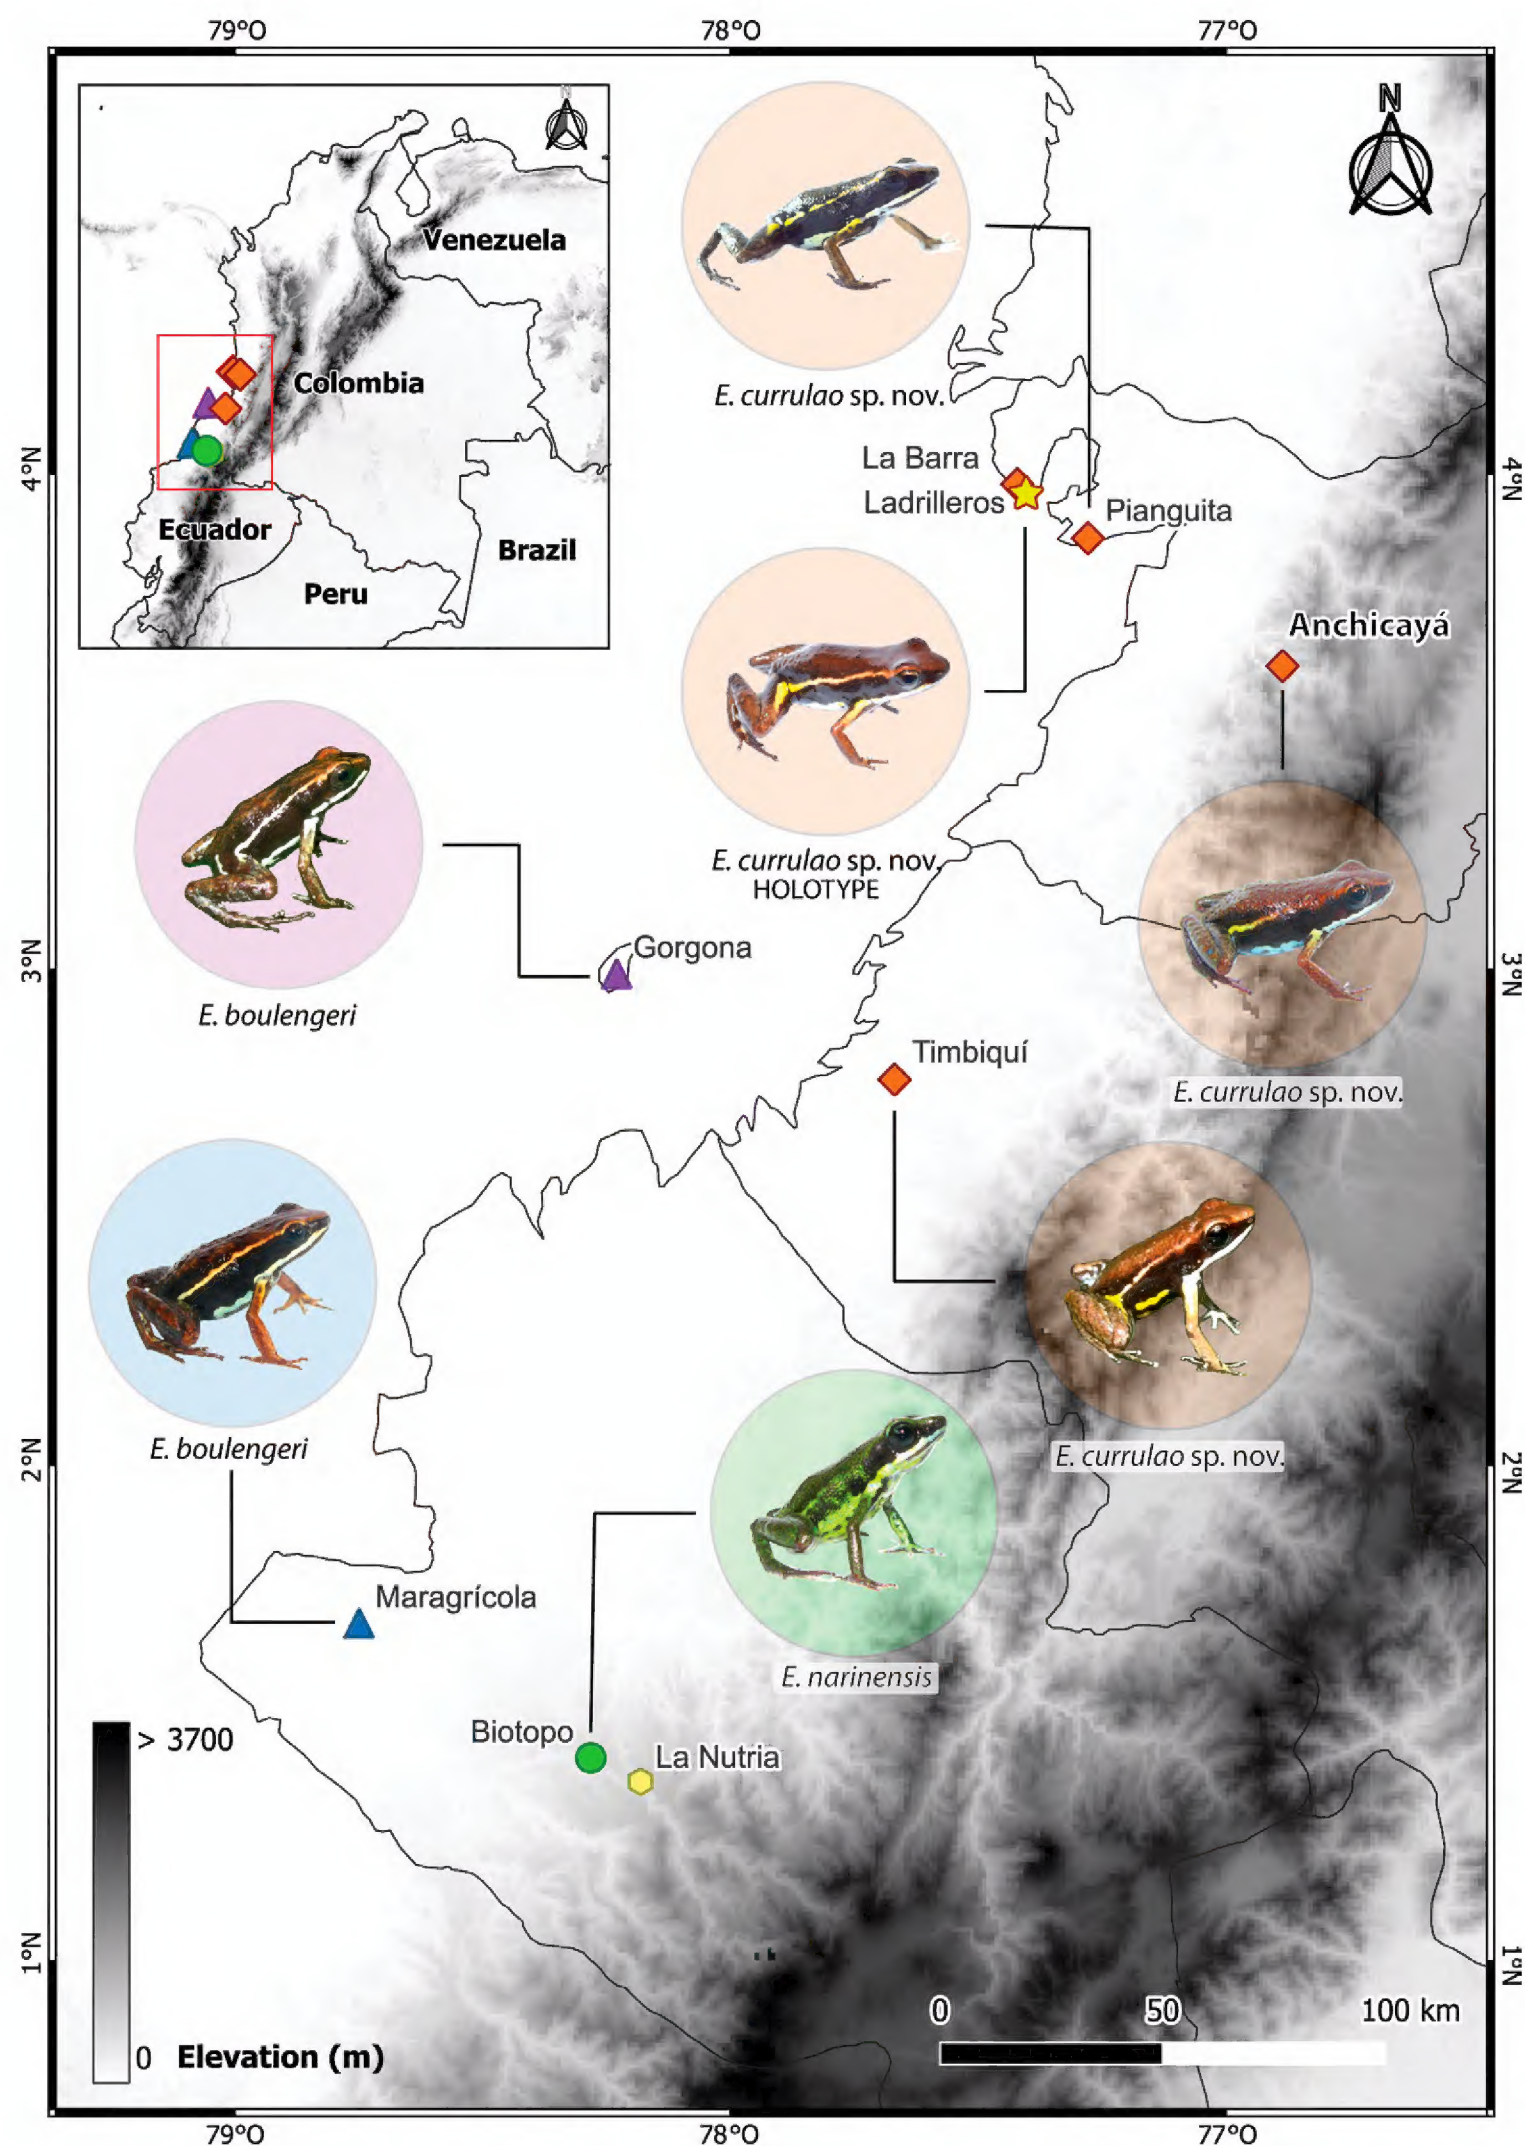 79°O 78°O 77°O
N
N
Venezuela
Colombia
Ecuador
Peru
Brazil
E. currulao sp. nov.
4°N
4°N
La Barra
Ladrilleros
Pianguita
Anchicayá
E. currulao sp. nov.
HOLOTYPE
Gorgona
3°N
3°N
E. boulengeri
Timbiquí
E. currulao sp. nov.
E. boulengeri
E. currulao sp. nov.
2°N
2°N
Maragrícola
E. narinensis
Biotopo
La Nutria
> 3700
1°N
1°N
0 50 100 km
0 Elevation (m)
79°O 78°O 77°O